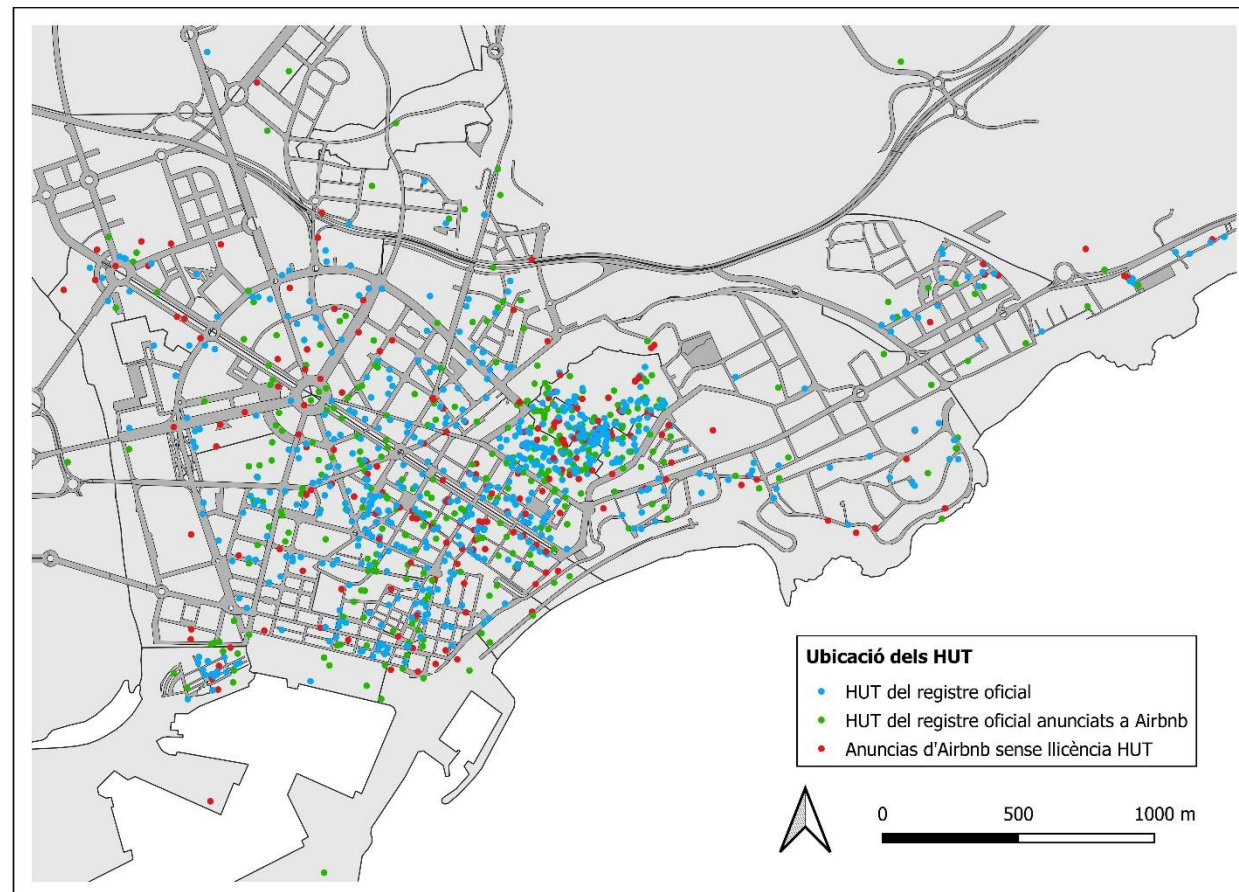 Ubicació dels HUT
HUT del registre oficial
HUT del registre oficial anunciats a Airbnb
Anuncias d'Airbnb sense llicència HUT
0 500 1000 m